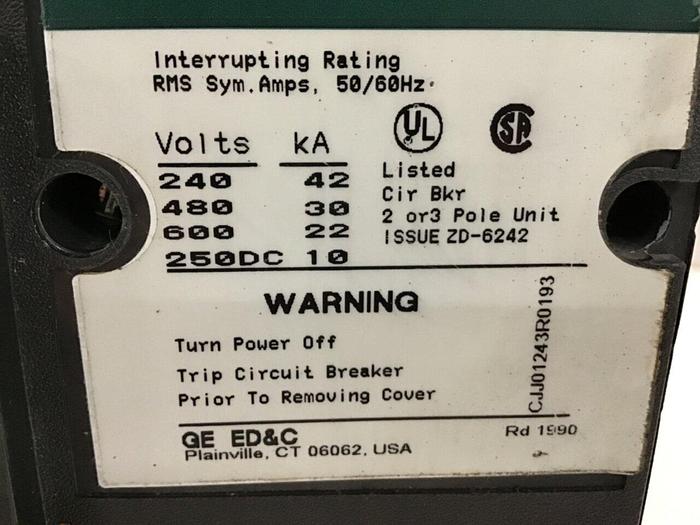 Interrupting Rating
RMS Sym. Amps, 50/60Hz.
Volts kA
240 42
480 30
600 22
250DC 10
UL
SA
Listed
Cir Bkr
2 or3 Pole Unit
ISSUE ZD-6242
WARNING
Turn Power Off
Trip Circuit Breaker
Prior To Removing Cover
CJJ01243R0193
GE ED&C
Plainville, CT 06062, USA
Rd 1990